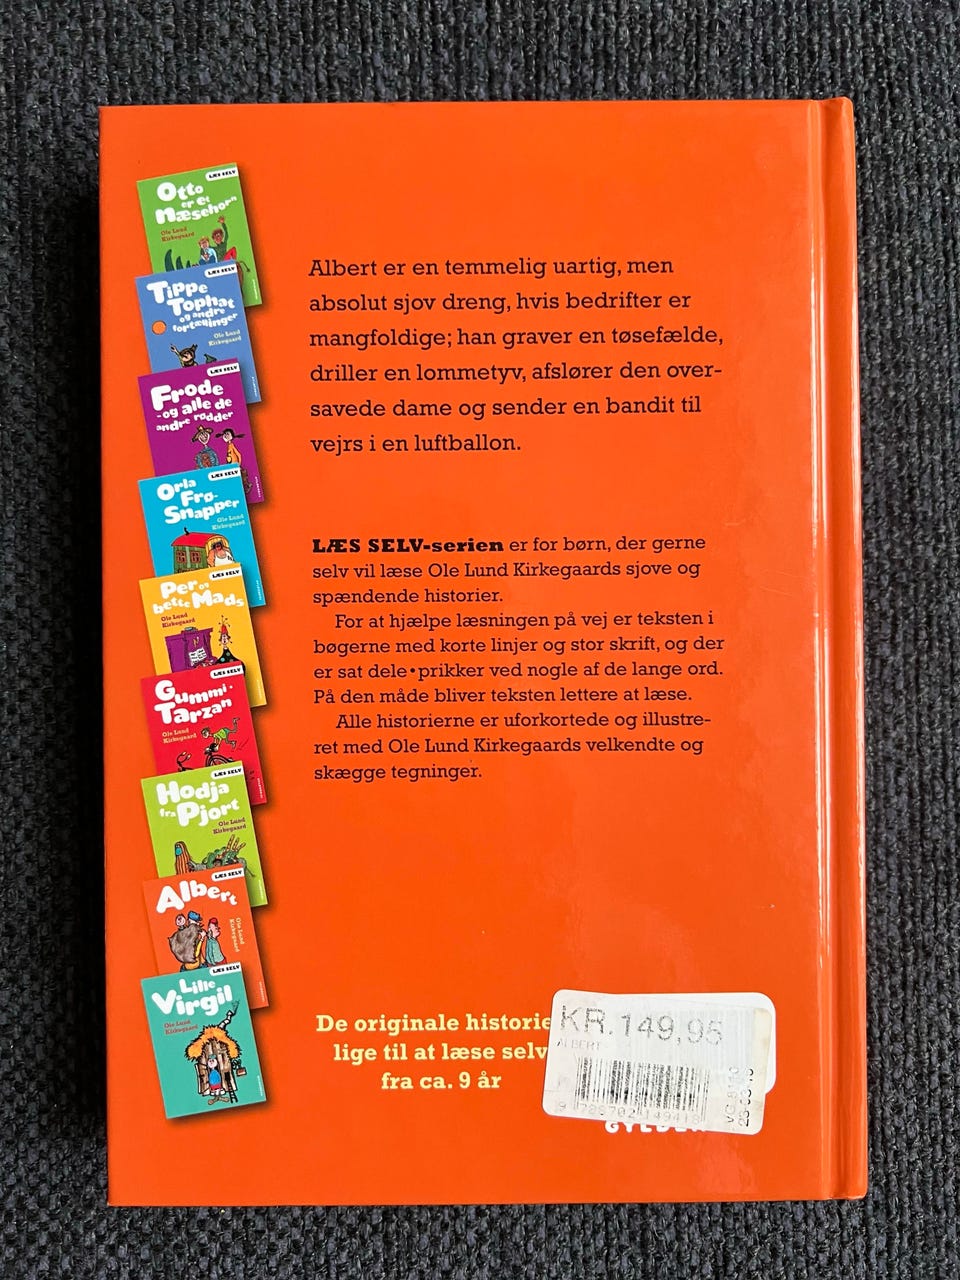 LÆS SELV
Otto
er et
Næsehorn
Ole Lund
Kirkegaard
LÆS SELV
Tippe
Tophat
og andre
fortællinger
Ole Lund
Kirkegaard
LÆS SELV
Frode
-og alle de
andre rødder
LÆS SELV
Orla
Frø-
Snapper
Ole Lund
Kirkegaard
LÆS SELV
Per og
bette Mads
Ole Lund
Kirkegaard
LÆS SELV
Gummi-
Tarzan
Ole Lund
Kirkegaard
LÆS SELV
Hodja
fra Pjort
Ole Lund
Kirkegaard
LÆS SELV
Albert
Ole Lund
Kirkegaard
LÆS SELV
Lille
Virgil
Ole Lund
Kirkegaard
Albert er en temmelig uartig, men
absolut sjov dreng, hvis bedrifter er
mangfoldige; han graver en tøsefælde,
driller en lommetyv, afslører den over-
savede dame og sender en bandit til
vejrs i en luftballon.
LÆS SELV-serien er for børn, der gerne
selv vil læse Ole Lund Kirkegaards sjove og
spændende historier.
For at hjælpe læsningen på vej er teksten i
bøgerne med korte linjer og stor skrift, og der
er sat dele•prikker ved nogle af de lange ord.
På den måde bliver teksten lettere at læse.
Alle historierne er uforkortede og illustre-
ret med Ole Lund Kirkegaards velkendte og
skægge tegninger.
De originale historie
lige til at læse selv
fra ca. 9 år
KR.149,95
ALBERT
9 788702 149418